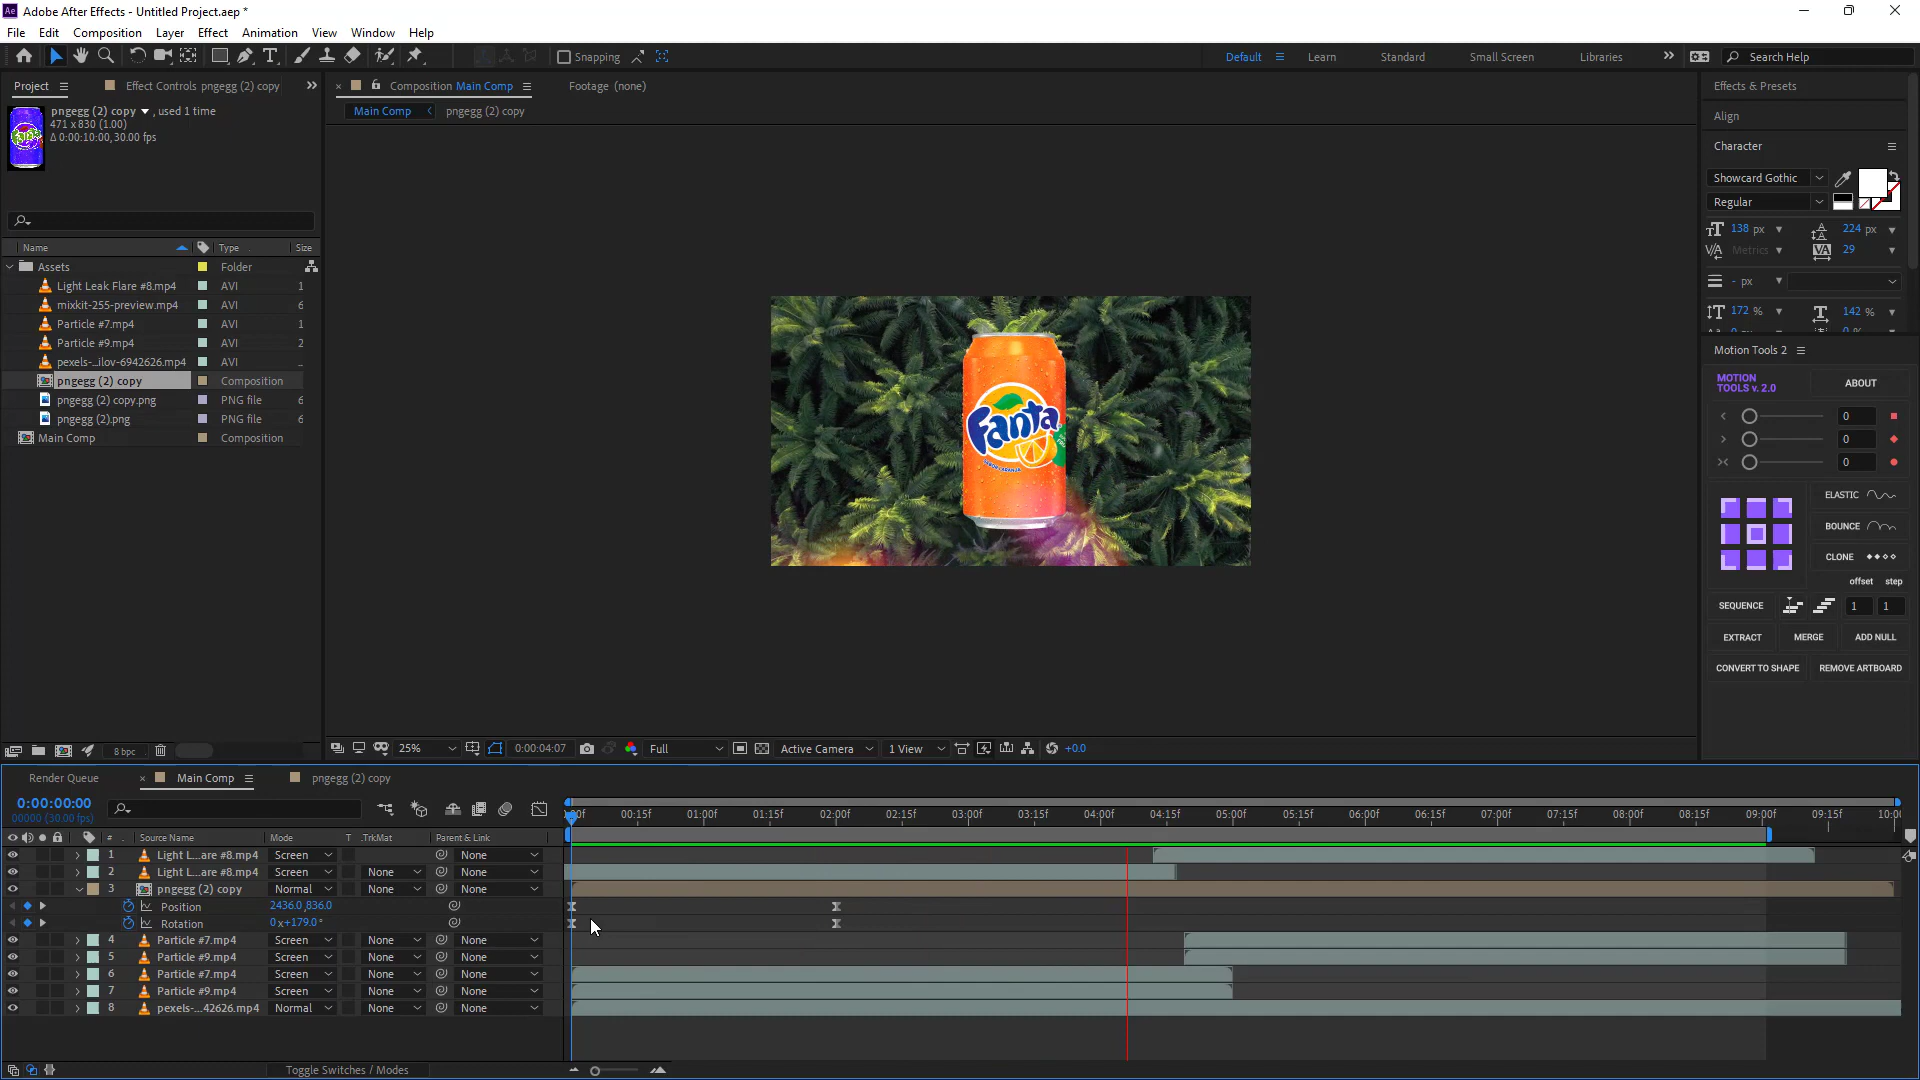 Adobe After Effects - Untitled Project.aep *
File Edit Composition Layer Effect Animation View Window Help
Snapping Default Learn Standard Small Screen Libraries Search Help
Project Effect Controls pngegg (2) copy
pngegg (2) copy , used 1 time
471 x 830 (1.00)
Δ 0:00:10:00, 30.00 fps
Name Type Size
Assets Folder
Light Leak Flare #8.mp4 AVI 1
mixkit-255-preview.mp4 AVI 6
Particle #7.mp4 AVI 1
Particle #9.mp4 AVI 2
pexels-...ilov-6942626.mp4 AVI ...
pngegg (2) copy Composition
pngegg (2) copy.png PNG file 6
pngegg (2).png PNG file 6
Main Comp Composition
8 bpc
Composition Main Comp Footage (none)
Main Comp pngegg (2) copy
Fanta
SABOR LARANJA
25% 0:00:04:07 Full Active Camera 1 View +0.0
Effects & Presets
Align
Character
Showcard Gothic
Regular
138 px 224 px
Metrics 29
- px
172 % 142 %
0 px 0 %
Motion Tools 2
MOTION
TOOLS v. 2.0
ABOUT
0
0
0
ELASTIC
BOUNCE
CLONE
offset step
SEQUENCE 1 1
EXTRACT MERGE ADD NULL
CONVERT TO SHAPE REMOVE ARTBOARD
Render Queue Main Comp pngegg (2) copy
0:00:00:00
00000 (30.00 fps)
:00f 00:15f 01:00f 01:15f 02:00f 02:15f 03:00f 03:15f 04:00f 04:15f 05:00f 05:15f 06:00f 06:15f 07:00f 07:15f 08:00f 08:15f 09:00f 09:15f 10:00
# Source Name Mode T .TrkMat Parent & Link
1 Light L...are #8.mp4 Screen None
2 Light L...are #8.mp4 Screen None None
3 pngegg (2) copy Normal None None
Position 2436.0,836.0
Rotation 0x+179.0°
4 Particle #7.mp4 Screen None None
5 Particle #9.mp4 Screen None None
6 Particle #7.mp4 Screen None None
7 Particle #9.mp4 Screen None None
8 pexels-...42626.mp4 Normal None None
Toggle Switches / Modes